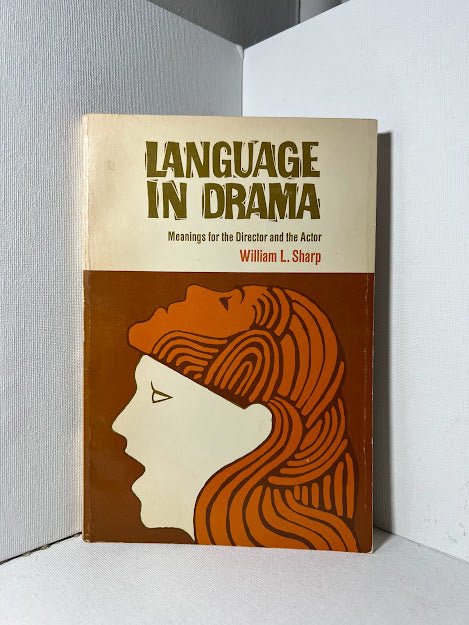 LANGUAGE
IN DRAMA
Meanings for the Director and the Actor
William L. Sharp